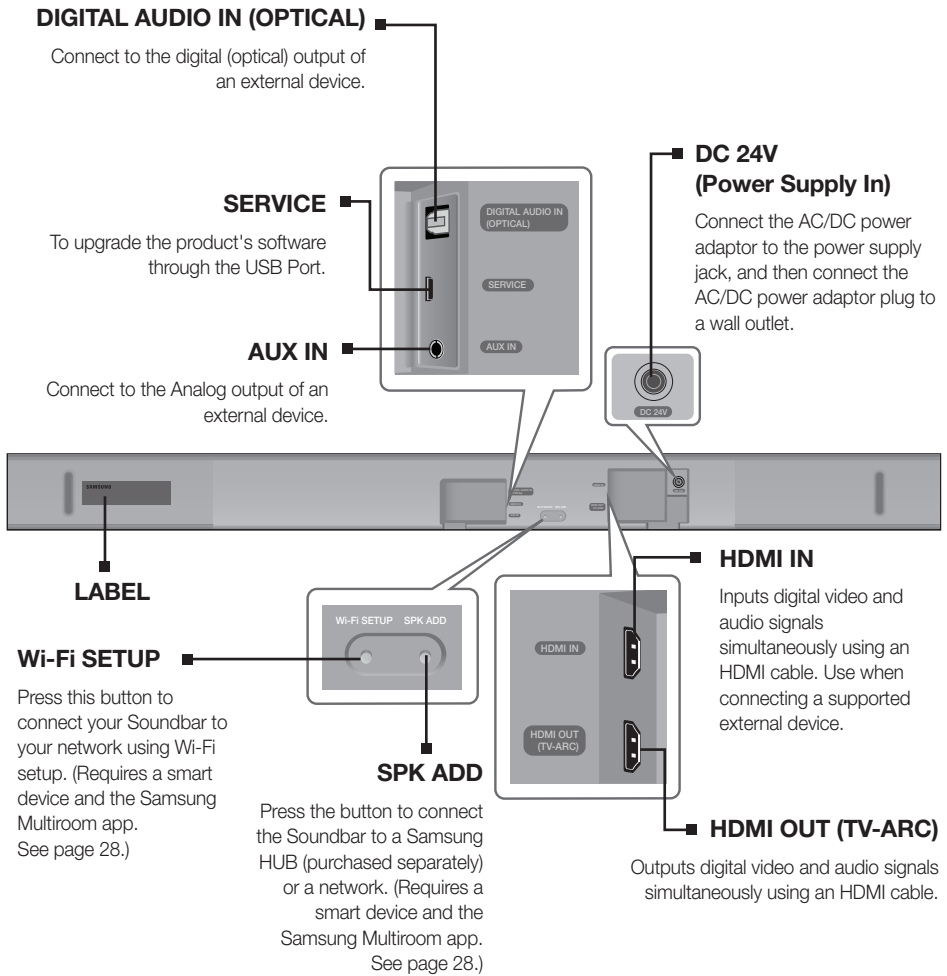 DIGITAL AUDIO IN (OPTICAL)
Connect to the digital (optical) output of
an external device.
SERVICE
To upgrade the product's software
through the USB Port.
AUX IN
Connect to the Analog output of an
external device.
DIGITAL AUDIO IN
(OPTICAL)
SERVICE
AUX IN
DC 24V
(Power Supply In)
Connect the AC/DC power
adaptor to the power supply
jack, and then connect the
AC/DC power adaptor plug to
a wall outlet.
DC 24V
SAMSUNG
LABEL
Wi-Fi SETUP SPK ADD
Wi-Fi SETUP
Press this button to
connect your Soundbar to
your network using Wi-Fi
setup. (Requires a smart
device and the Samsung
Multiroom app.
See page 28.)
SPK ADD
Press the button to connect
the Soundbar to a Samsung
HUB (purchased separately)
or a network. (Requires a
smart device and the
Samsung Multiroom app.
See page 28.)
HDMI IN
HDMI OUT
(TV-ARC)
HDMI IN
Inputs digital video and
audio signals
simultaneously using an
HDMI cable. Use when
connecting a supported
external device.
HDMI OUT (TV-ARC)
Outputs digital video and audio signals
simultaneously using an HDMI cable.